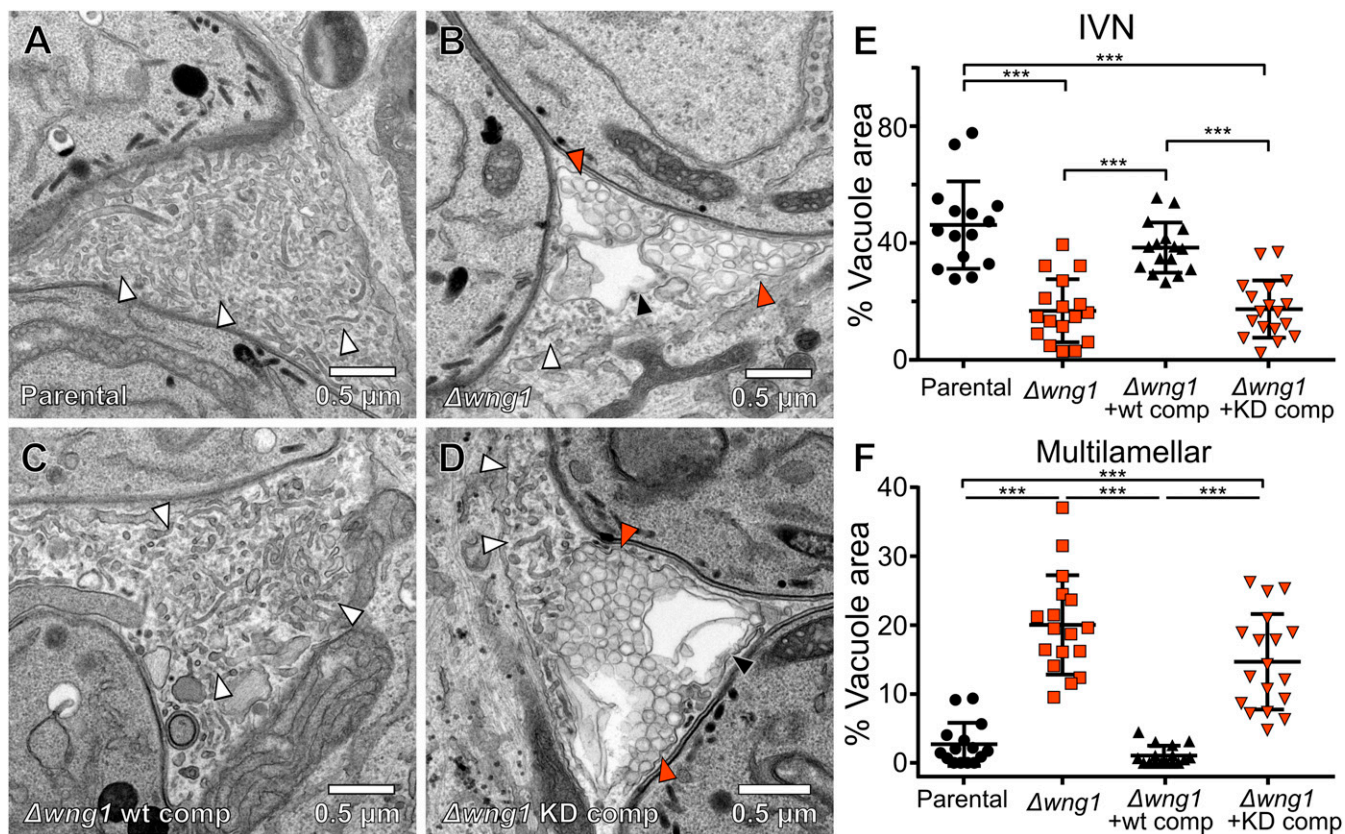 A
Parental
0.5 µm
B
Δwng1
0.5 µm
C
Δwng1 wt comp
0.5 µm
D
Δwng1 KD comp
0.5 µm
E
IVN
***
***
***
***
% Vacuole area
80
40
0
Parental
Δwng1
Δwng1
+wt comp
Δwng1
+KD comp
F
Multilamellar
***
***
***
***
% Vacuole area
40
30
20
10
0
Parental
Δwng1
Δwng1
+wt comp
Δwng1
+KD comp